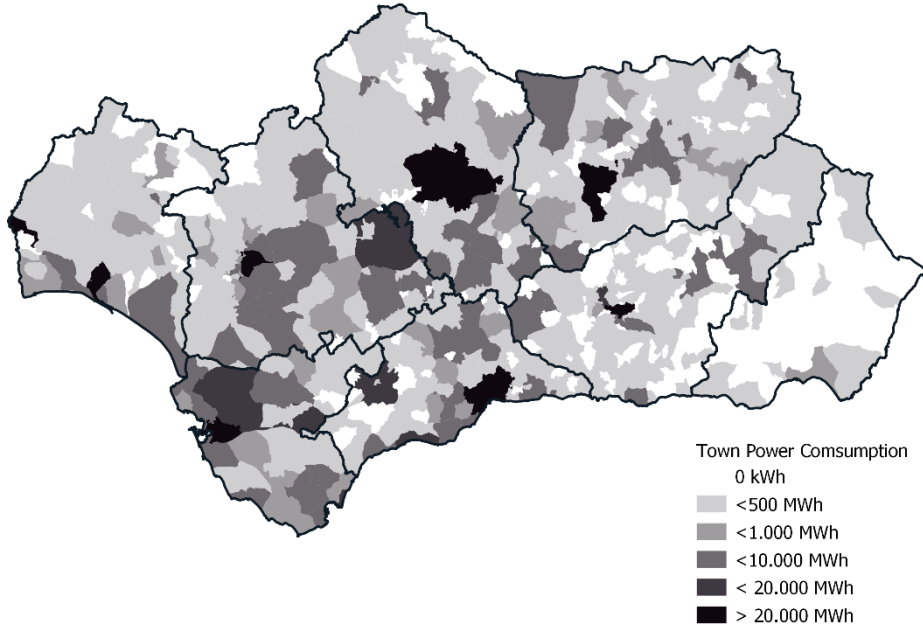 Town Power Comsumption
0 kWh
<500 MWh
<1.000 MWh
<10.000 MWh
< 20.000 MWh
> 20.000 MWh